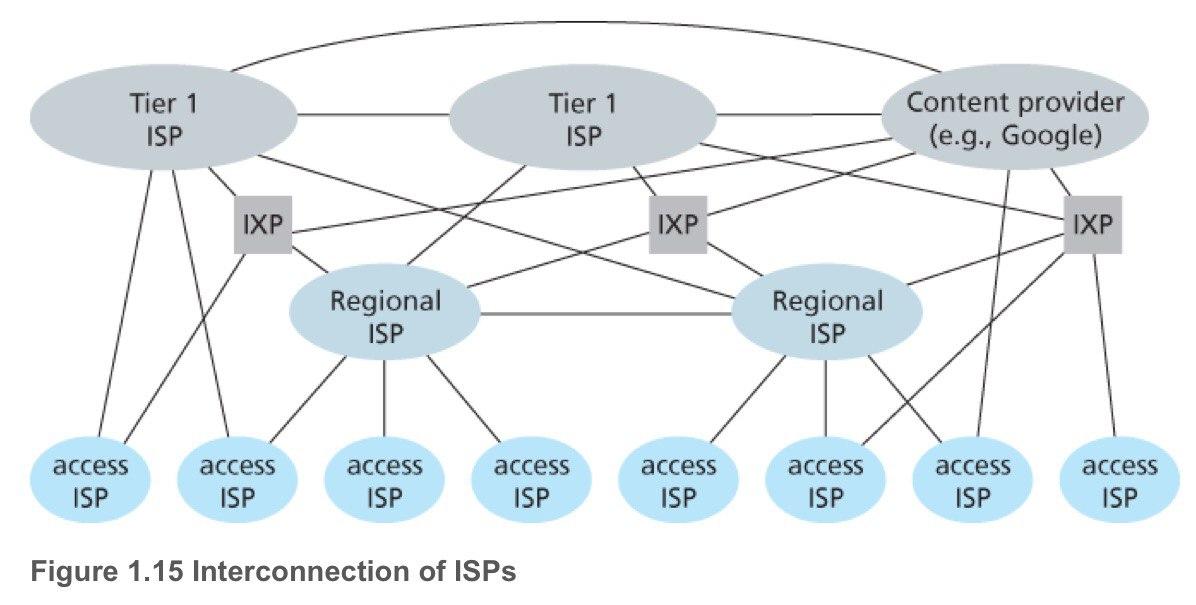 Tier 1
ISP
Tier 1
ISP
Content provider
(e.g., Google)
IXP
IXP
IXP
Regional
ISP
Regional
ISP
access
ISP
access
ISP
access
ISP
access
ISP
access
ISP
access
ISP
access
ISP
access
ISP
Figure 1.15 Interconnection of ISPs